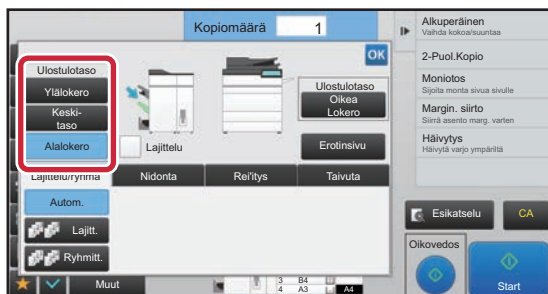 Kopiomäärä 1
OK
Ulostulotaso
Ylälokero
Keski-
taso
Alalokero
Lajittelu
Ulostulotaso
Oikea
Lokero
Erotinsivu
Lajittelu/ryhmä
Nidonta
Rei'itys
Taivuta
Autom.
Lajitt.
Ryhmitt.
Muut
3 B4
4 A3 A4
Alkuperäinen
Vaihda kokoa/suuntaa
2-Puol.Kopio
Moniotos
Sijoita monta sivua sivulle
Margin. siirto
Siirrä asento marg. varten
Häivytys
Häivytä varjo ympäriltä
Esikatselu
CA
Oikovedos
Start